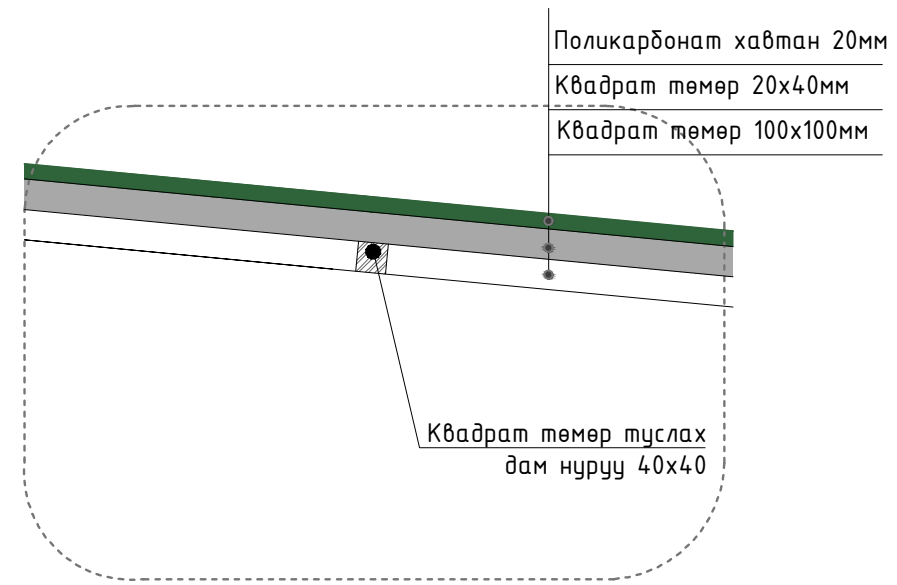 Поликарбонат хавтан 20мм
Квадрат төмөр 20х40мм
Квадрат төмөр 100х100мм
Квадрат төмөр туслах
дам нуруу 40х40